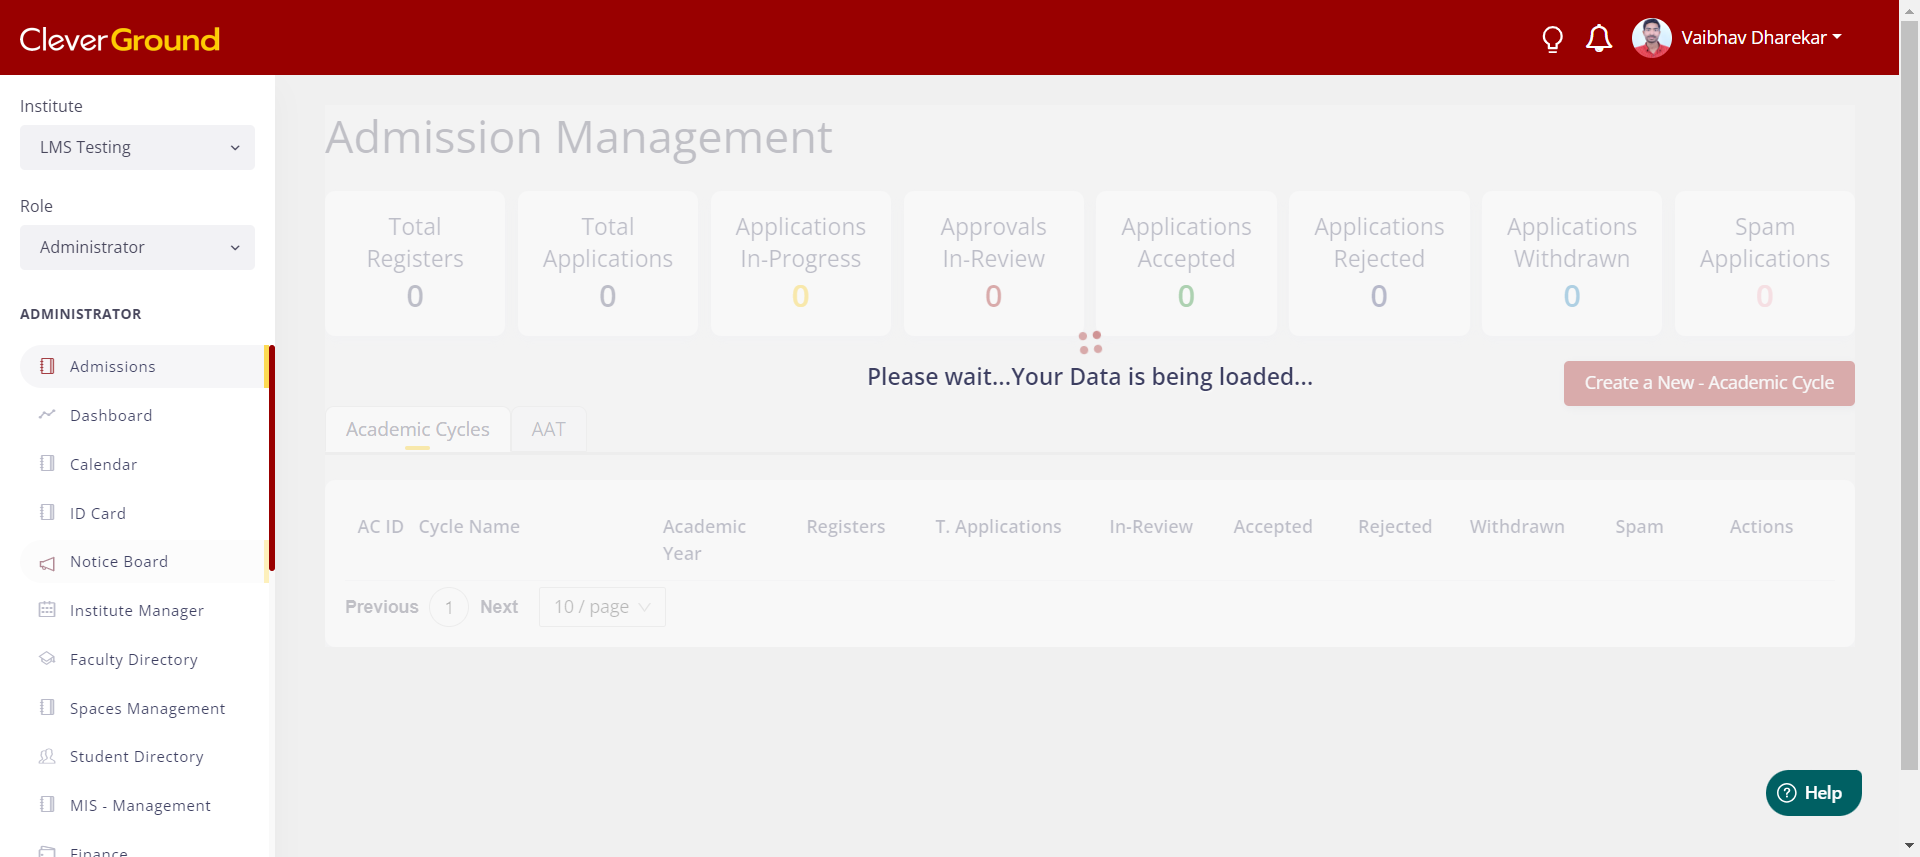 CleverGround
Vaibhav Dharekar
Institute
LMS Testing
Role
Administrator
ADMINISTRATOR
Admissions
Dashboard
Calendar
ID Card
Notice Board
Institute Manager
Faculty Directory
Spaces Management
Student Directory
MIS - Management
Finance
Admission Management
Total
Registers
0
Total
Applications
0
Applications
In-Progress
0
Approvals
In-Review
0
Applications
Accepted
0
Applications
Rejected
0
Applications
Withdrawn
0
Spam
Applications
0
Please wait...Your Data is being loaded...
Create a New - Academic Cycle
Academic Cycles AAT
AC ID Cycle Name Academic Year Registers T. Applications In-Review Accepted Rejected Withdrawn Spam Actions
Previous 1 Next 10 / page
Help